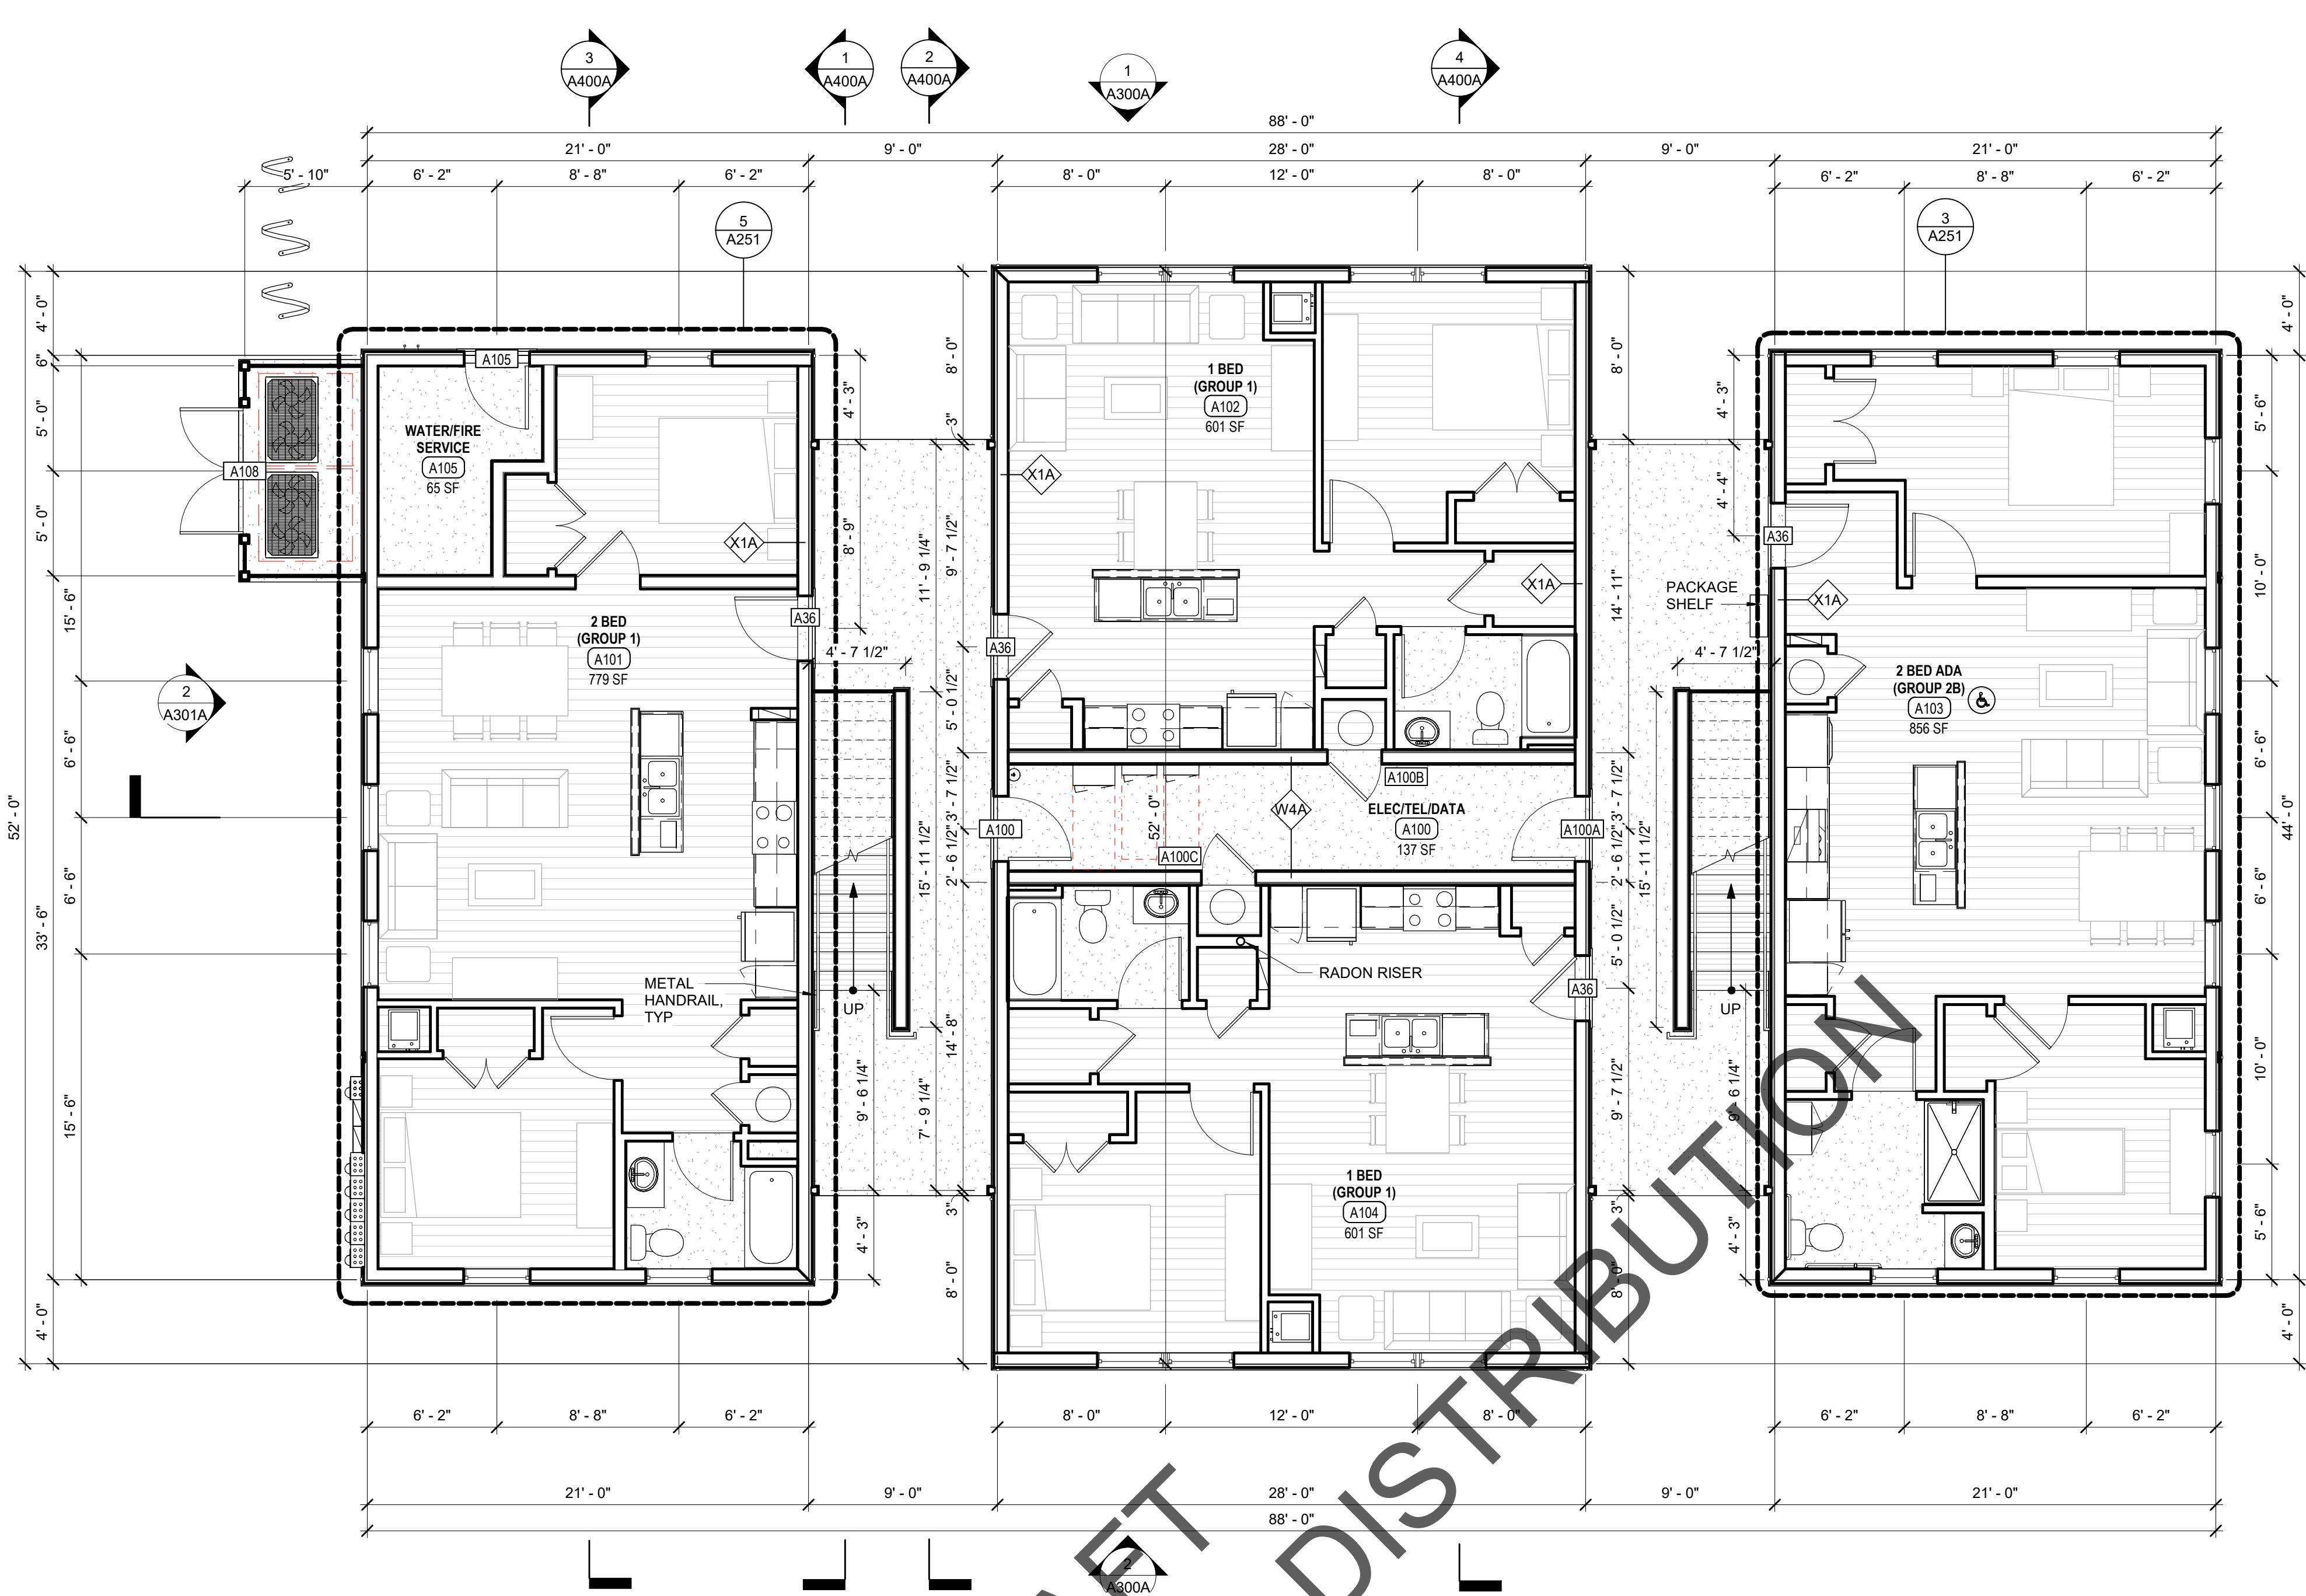 3
A400A
1
A400A
2
A400A
1
A300A
4
A400A
88' - 0"
21' - 0"
9' - 0"
28' - 0"
9' - 0"
21' - 0"
5' - 10"
6' - 2"
8' - 8"
6' - 2"
8' - 0"
12' - 0"
8' - 0"
6' - 2"
8' - 8"
6' - 2"
5
A251
3
A251
52' - 0"
4' - 0"
33' - 6"
4' - 0"
6"
5' - 0"
5' - 0"
15' - 6"
6' - 6"
6' - 6"
15' - 6"
2
A301A
A108
A105
WATER/FIRE
SERVICE
A105
65 SF
X1A
2 BED
(GROUP 1)
A101
779 SF
A36
4' - 3"
8' - 9"
4' - 7 1/2"
11' - 9 1/4"
15' - 11 1/2"
7' - 9 1/4"
METAL
HANDRAIL,
TYP
UP
9' - 6 1/4"
4' - 3"
8' - 0"
3"
9' - 7 1/2"
5' - 0 1/2"
3' - 7 1/2"
2' - 6 1/2"
14' - 8"
3"
8' - 0"
1 BED
(GROUP 1)
A102
601 SF
X1A
X1A
A36
A100B
W4A
52' - 0"
ELEC/TEL/DATA
A100
137 SF
A100
A100A
A100C
RADON RISER
A36
1 BED
(GROUP 1)
A104
601 SF
8' - 0"
14' - 11"
3' - 7 1/2"
2' - 6 1/2"
15' - 11 1/2"
5' - 0 1/2"
9' - 7 1/2"
3"
8' - 0"
4' - 3"
4' - 4"
A36
PACKAGE
SHELF
X1A
4' - 7 1/2"
2 BED ADA
(GROUP 2B)
A103
856 SF
UP
9' - 6 1/4"
4' - 3"
4' - 0"
5' - 6"
10' - 0"
6' - 6"
44' - 0"
6' - 6"
10' - 0"
5' - 6"
4' - 0"
6' - 2"
8' - 8"
6' - 2"
8' - 0"
12' - 0"
8' - 0"
6' - 2"
8' - 8"
6' - 2"
21' - 0"
9' - 0"
28' - 0"
9' - 0"
21' - 0"
88' - 0"
2
A300A
DISTRIBUTION